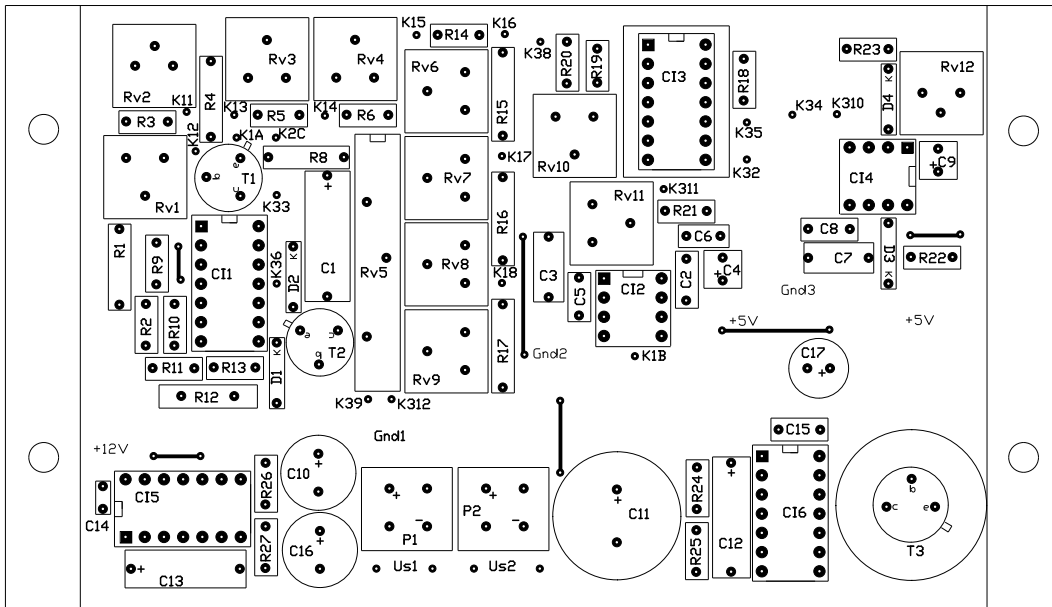 K15
K16
R14
Rv3
Rv4
Rv6
K38
R20
R19
CI3
R18
R23
Rv12
Rv2
K11
R4
K13
R5
K14
R6
R15
K
D4
K34
K310
R3
K12
K1A
K2C
K35
e
b
c
T1
R8
K17
Rv10
K32
C9
+
CI4
Rv1
K33
+
Rv7
R16
Rv11
K311
R21
R1
R9
CI1
K36
K
D2
C1
Rv5
Rv8
K18
C3
C6
C8
C5
CI2
C2
+
C4
C7
D3
K
R22
Gnd3
R2
R10
T2
Rv9
R17
Gnd2
K1B
+5V
+5V
R11
R13
K
D1
C17
+
R12
K39
K312
Gnd1
+12V
C15
CI5
R26
C10
+
+
P2
+
-
-
P1
C11
+
R24
+
CI6
b
c
e
T3
C14
R27
C16
+
R25
C12
C13
+
Us1
Us2